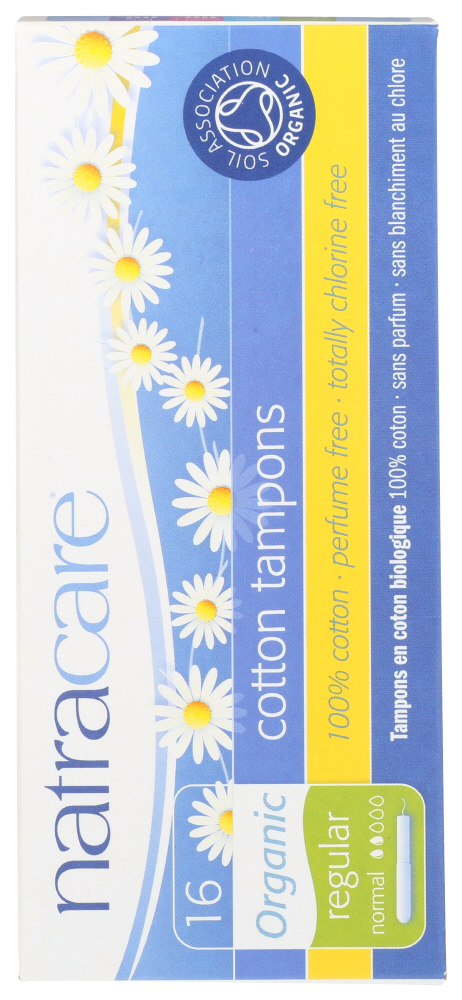 natracare
SOIL ASSOCIATION
ORGANIC
cotton tampons
100% cotton · perfume free · totally chlorine free
Tampons en coton biologique 100% coton · sans parfum · sans blanchiment au chlore
16
Organic
regular
normal